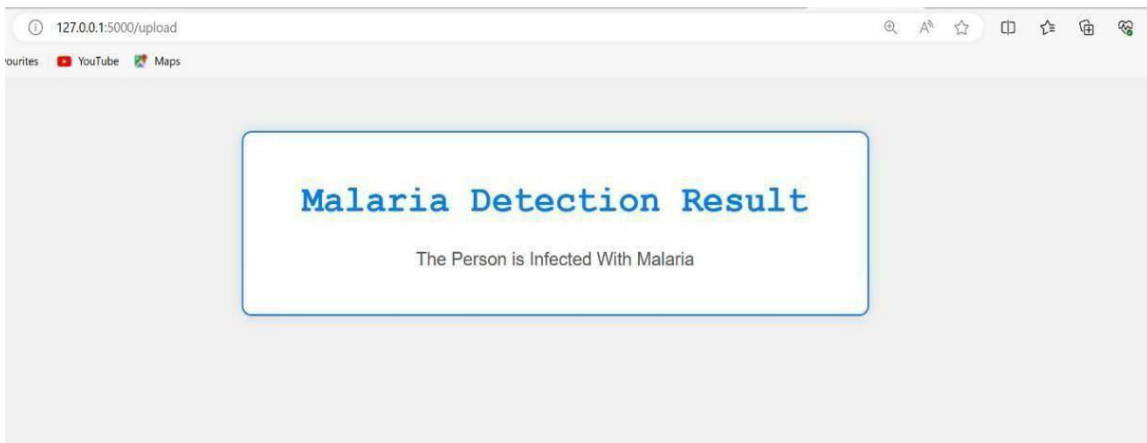 127.0.0.1:5000/upload
ourites YouTube Maps
Malaria Detection Result
The Person is Infected With Malaria